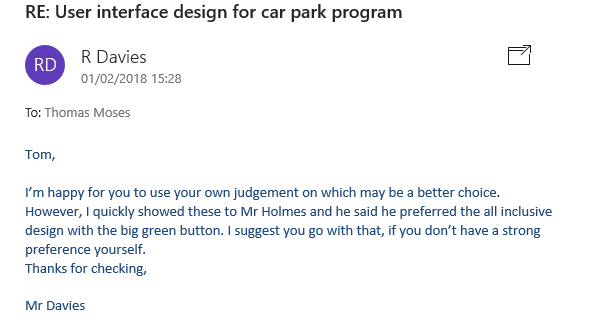 RE: User interface design for car park program
RD
R Davies
01/02/2018 15:28
To: Thomas Moses
Tom,
I'm happy for you to use your own judgement on which may be a better choice.
However, I quickly showed these to Mr Holmes and he said he preferred the all inclusive
design with the big green button. I suggest you go with that, if you don't have a strong
preference yourself.
Thanks for checking,
Mr Davies